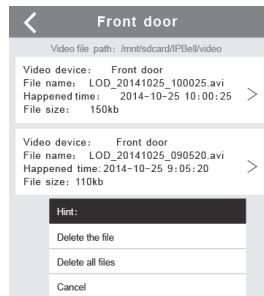 Front door
Video file path: /mnt/sdcard/IPBell/video
Video device: Front door
File name: LOD_20141025_100025.avi
Happened time: 2014-10-25 10:00:25
File size: 150kb
Video device: Front door
File name: LOD_20141025_090520.avi
Happened time: 2014-10-25 9:05:20
File size: 110kb
Hint:
Delete the file
Delete all files
Cancel